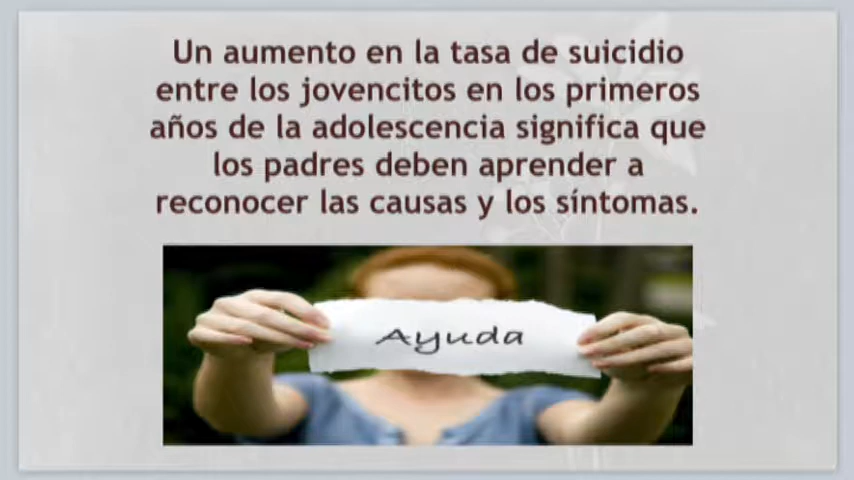 Un aumento en la tasa de suicidio
entre los jovencitos en los primeros
años de la adolescencia significa que
los padres deben aprender a
reconocer las causas y los síntomas.
Ayuda